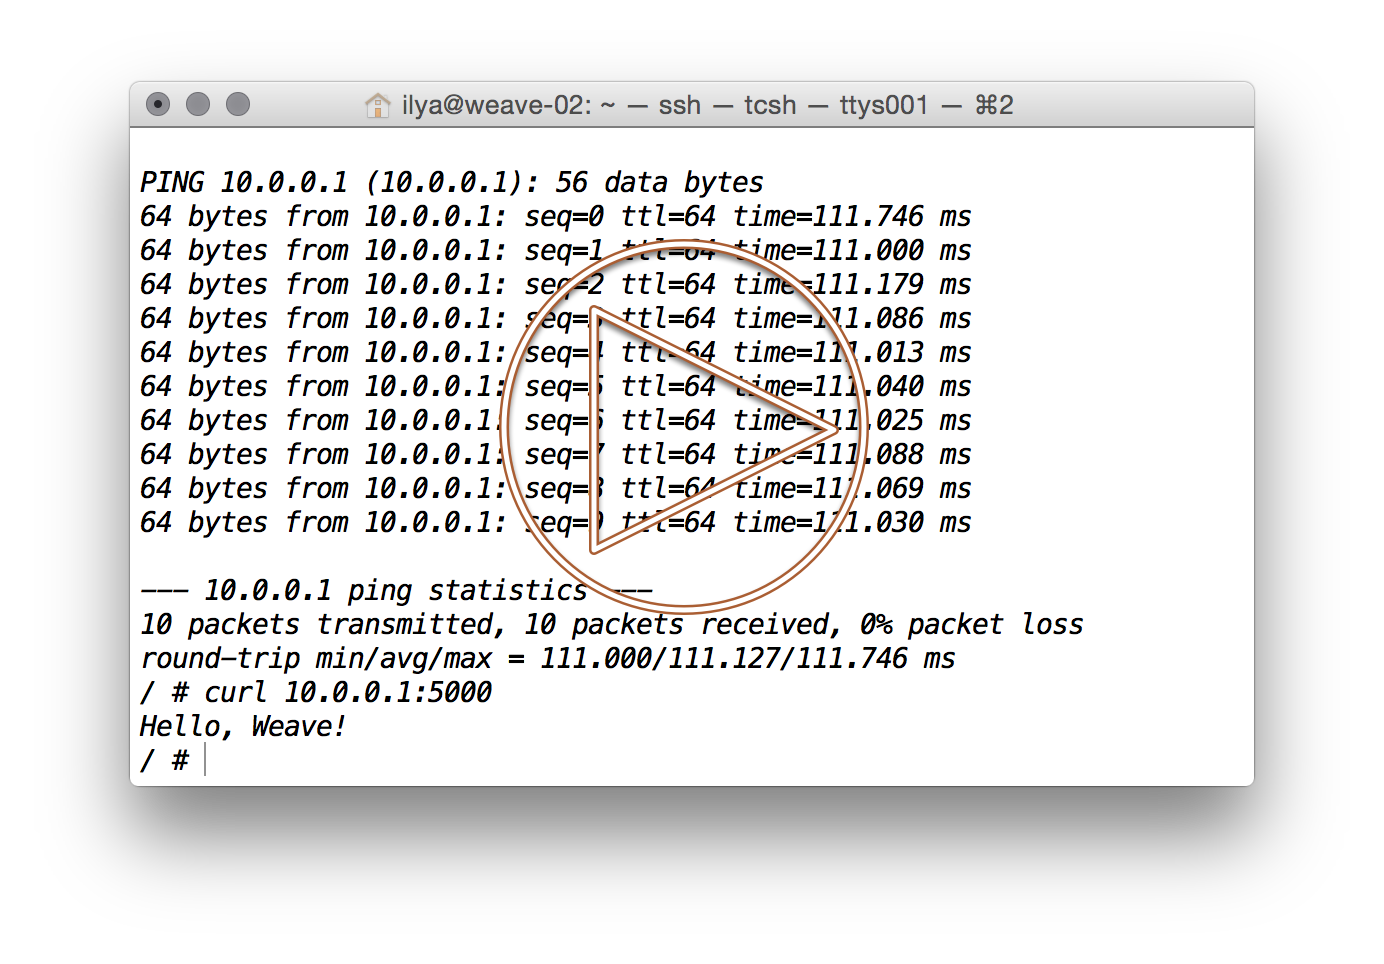 ilya@weave-02: ~ — ssh — tcsh — ttys001 — ⌘2
PING 10.0.0.1 (10.0.0.1): 56 data bytes
64 bytes from 10.0.0.1: seq=0 ttl=64 time=111.746 ms
64 bytes from 10.0.0.1: seq=1 ttl=64 time=111.000 ms
64 bytes from 10.0.0.1: seq=2 ttl=64 time=111.179 ms
64 bytes from 10.0.0.1: seq=3 ttl=64 time=111.086 ms
64 bytes from 10.0.0.1: seq=4 ttl=64 time=111.013 ms
64 bytes from 10.0.0.1: seq=5 ttl=64 time=111.040 ms
64 bytes from 10.0.0.1: seq=6 ttl=64 time=111.025 ms
64 bytes from 10.0.0.1: seq=7 ttl=64 time=111.088 ms
64 bytes from 10.0.0.1: seq=8 ttl=64 time=111.069 ms
64 bytes from 10.0.0.1: seq=9 ttl=64 time=111.030 ms
--- 10.0.0.1 ping statistics ---
10 packets transmitted, 10 packets received, 0% packet loss
round-trip min/avg/max = 111.000/111.127/111.746 ms
/ # curl 10.0.0.1:5000
Hello, Weave!
/ #